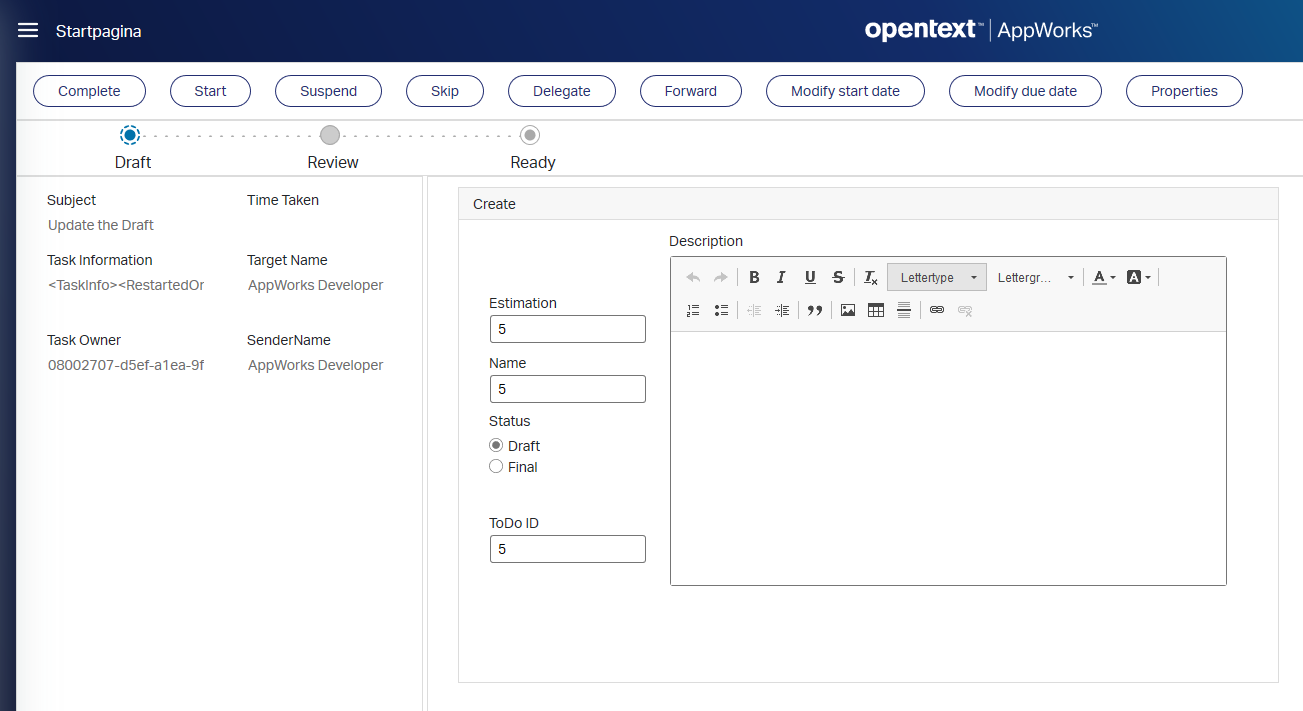 Startpagina
opentext™ | AppWorks™
Complete Start Suspend Skip Delegate Forward Modify start date Modify due date Properties
Draft Review Ready
Subject Time Taken
Update the Draft
Task Information Target Name
<TaskInfo><RestartedOr AppWorks Developer
Task Owner SenderName
08002707-d5ef-a1ea-9f AppWorks Developer
Create
Description
B I U S Tx Lettertype Lettergr... A A
Estimation
5
Name
5
Status
Draft
Final
ToDo ID
5